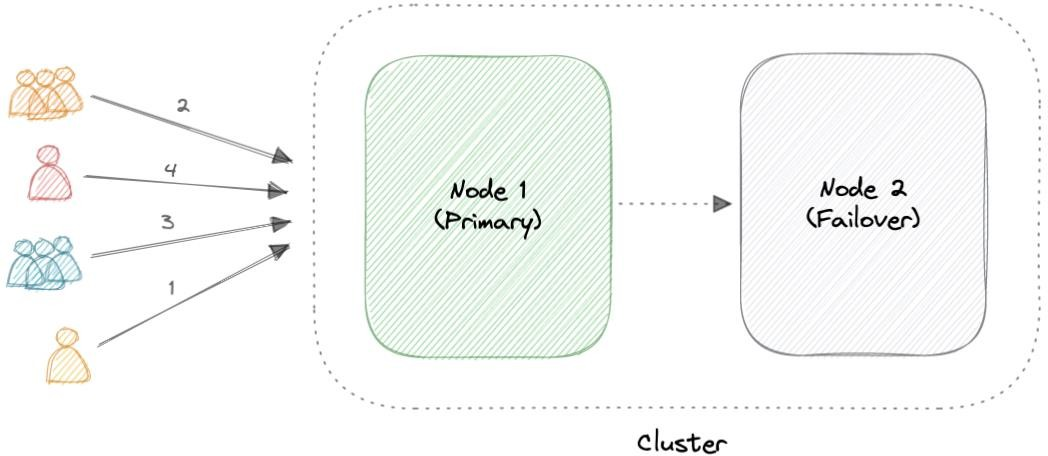 2
4
3
1
Node 1
(Primary)
Node 2
(Failover)
Cluster